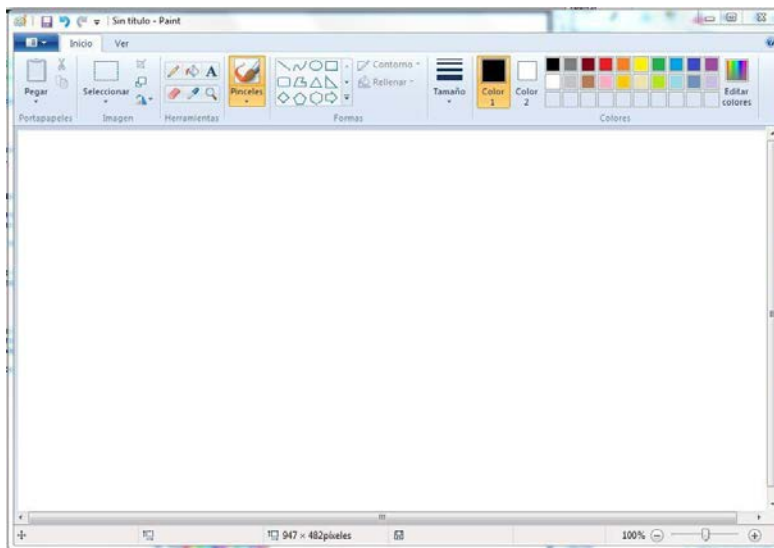 Sin título - Paint
Inicio Ver
Pegar
Seleccionar
A
Pinceles
Contorno
Rellenar
Tamaño
Color 1
Color 2
Editar colores
Portapapeles Imagen Herramientas Formas Colores
947 × 482píxeles 100%